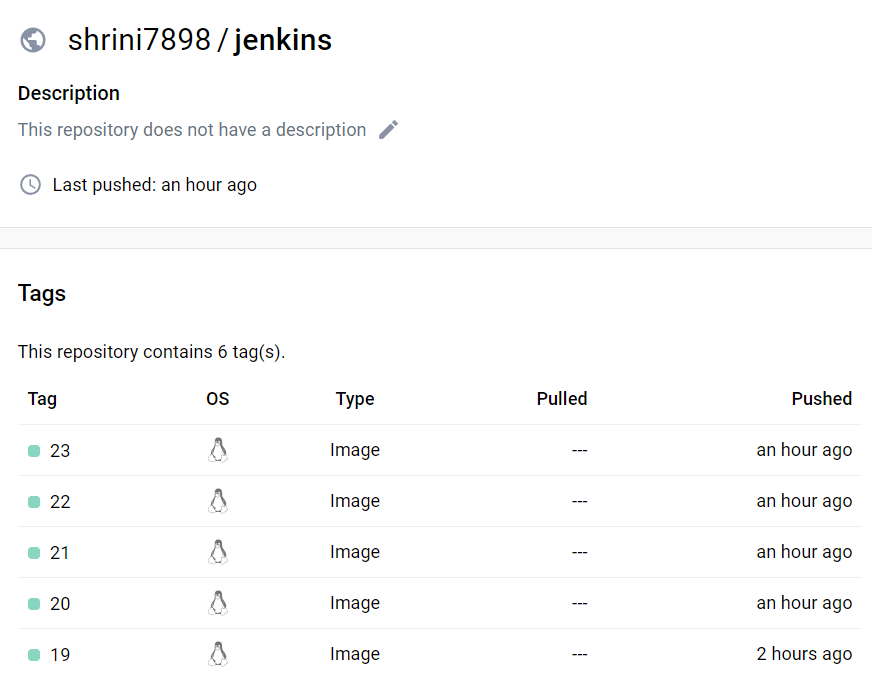 shrini7898 / jenkins
Description
This repository does not have a description
Last pushed: an hour ago
Tags
This repository contains 6 tag(s).
Tag OS Type Pulled Pushed
23 Image --- an hour ago
22 Image --- an hour ago
21 Image --- an hour ago
20 Image --- an hour ago
19 Image --- 2 hours ago